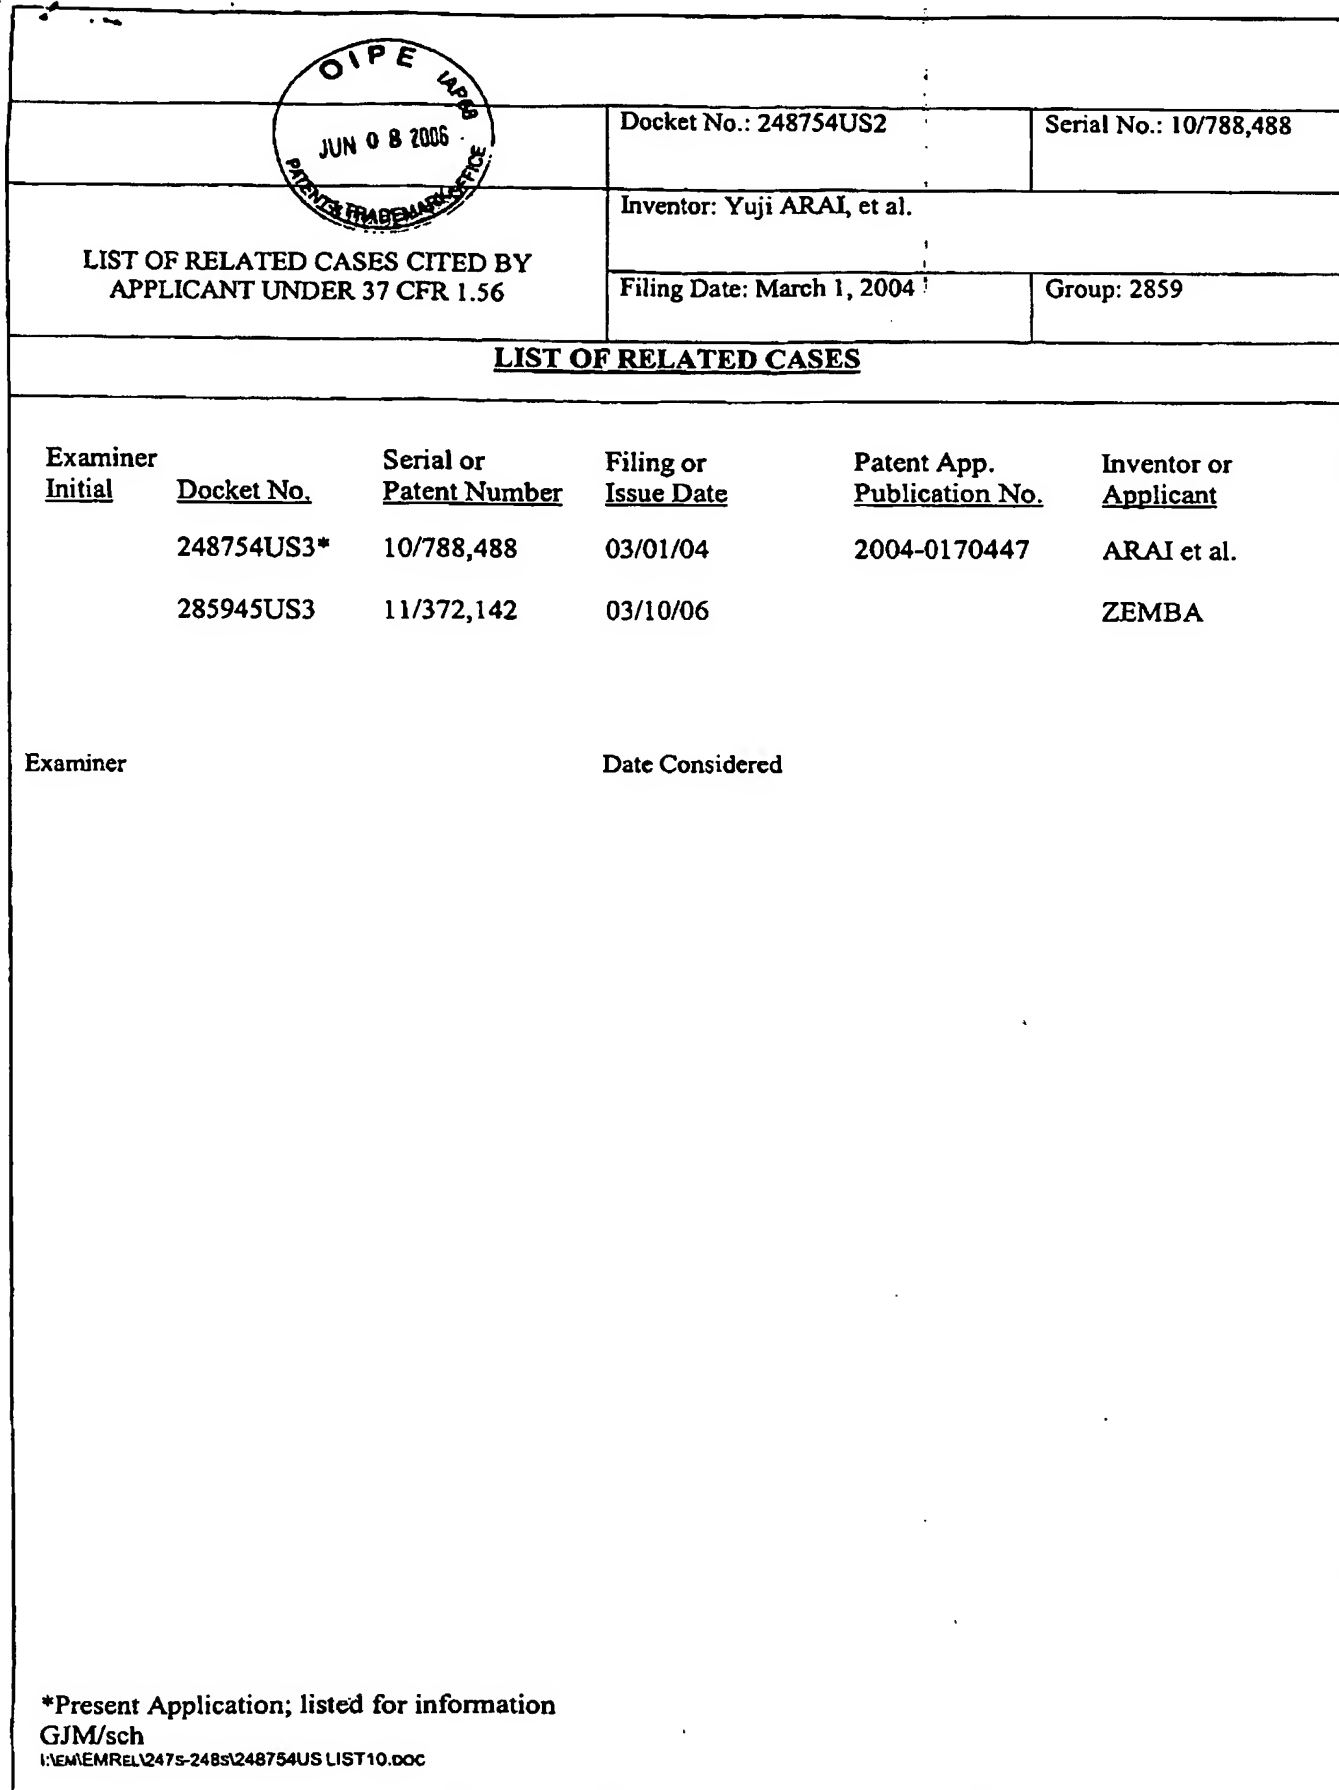 OIPE IAP68
JUN 0 8 2006
PATENT & TRADEMARK OFFICE
Docket No.: 248754US2 Serial No.: 10/788,488
Inventor: Yuji ARAI, et al.
LIST OF RELATED CASES CITED BY
APPLICANT UNDER 37 CFR 1.56
Filing Date: March 1, 2004 Group: 2859
LIST OF RELATED CASES
Examiner Serial or Filing or Patent App. Inventor or
Initial Docket No. Patent Number Issue Date Publication No. Applicant
248754US3* 10/788,488 03/01/04 2004-0170447 ARAI et al.
285945US3 11/372,142 03/10/06 ZEMBA
Examiner Date Considered
*Present Application; listed for information
GJM/sch
I:\EM\EMREL\247s-248s\248754US LIST10.DOC